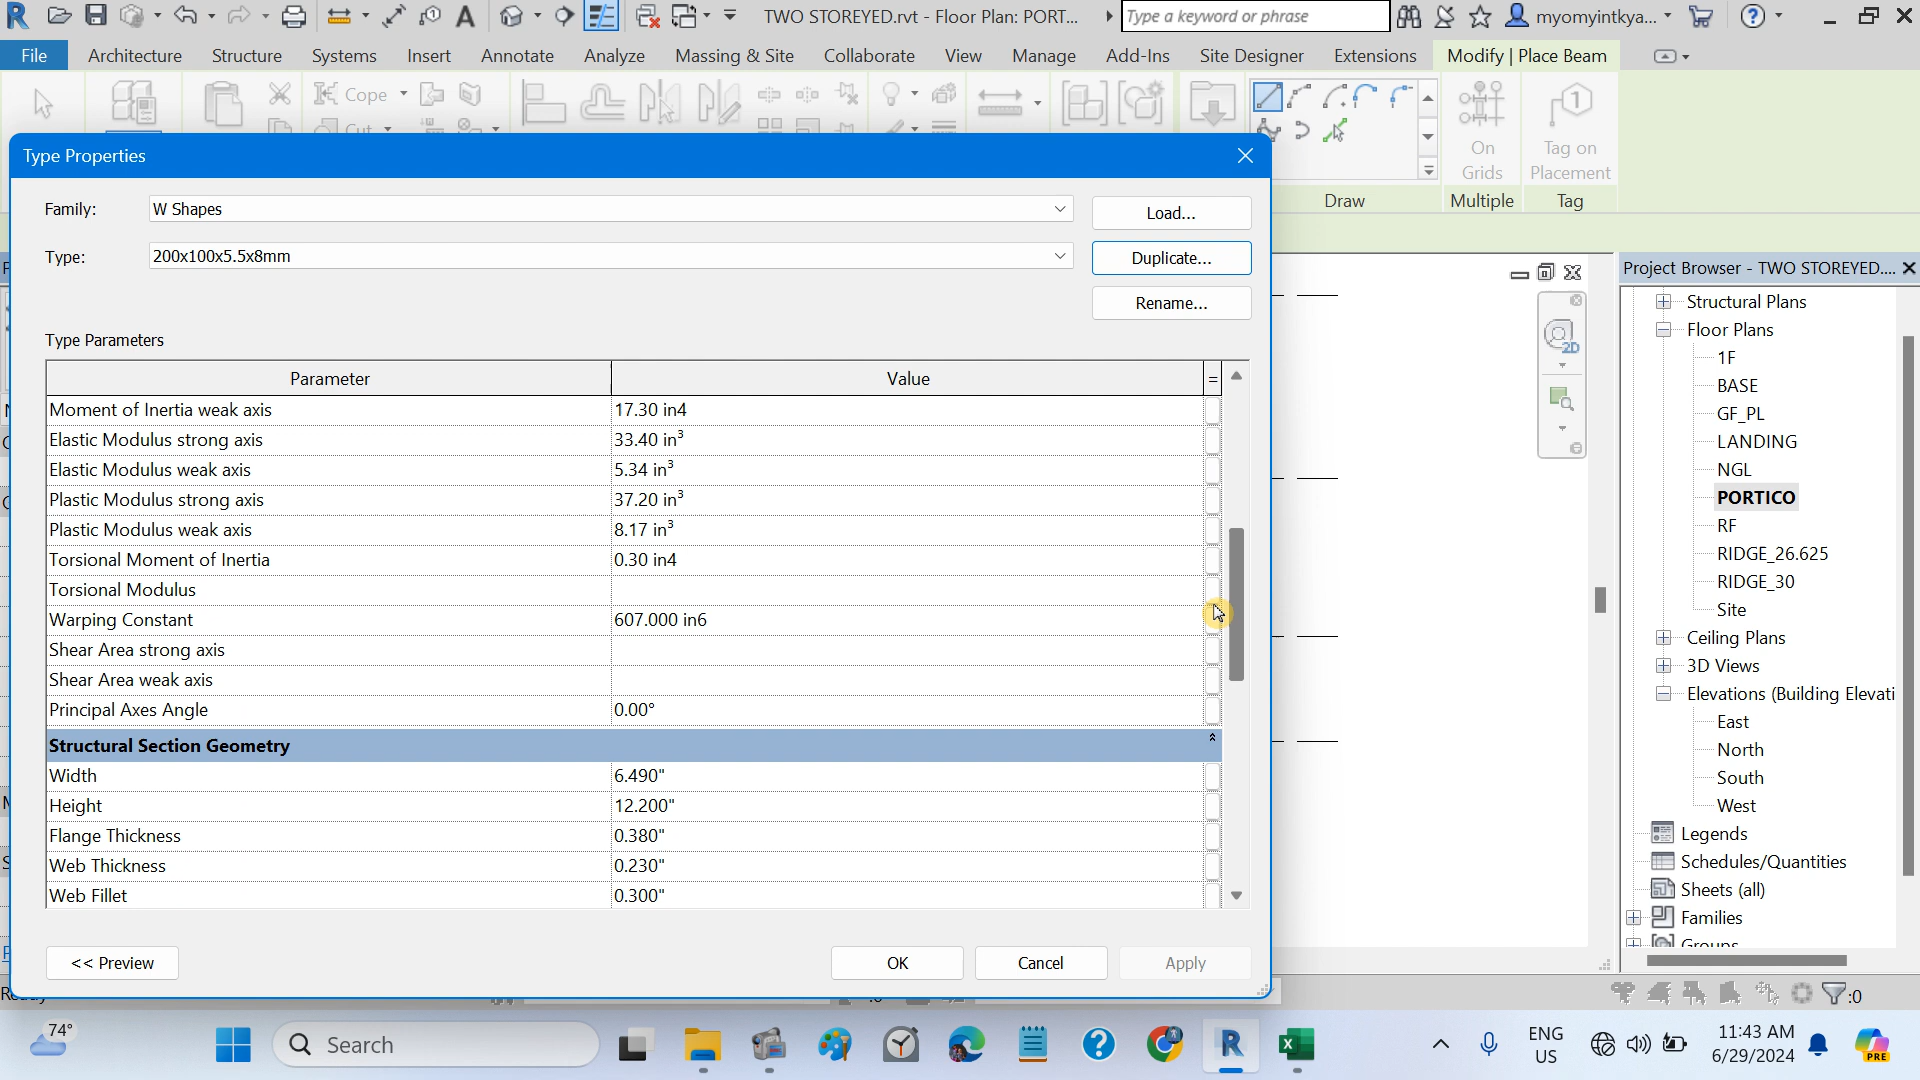 TWO STOREYED.rvt - Floor Plan: PORT...
Type a keyword or phrase
myomyintkya...
File Architecture Structure Systems Insert Annotate Analyze Massing & Site Collaborate View Manage Add-Ins Site Designer Extensions Modify | Place Beam
Cope
Cut
On
Grids
Tag on
Placement
Draw Multiple Tag
Type Properties
Family: W Shapes Load...
Type: 200x100x5.5x8mm Duplicate...
Rename...
Type Parameters
Parameter Value =
Moment of Inertia weak axis 17.30 in4
Elastic Modulus strong axis 33.40 in³
Elastic Modulus weak axis 5.34 in³
Plastic Modulus strong axis 37.20 in³
Plastic Modulus weak axis 8.17 in³
Torsional Moment of Inertia 0.30 in4
Torsional Modulus
Warping Constant 607.000 in6
Shear Area strong axis
Shear Area weak axis
Principal Axes Angle 0.00°
Structural Section Geometry
Width 6.490"
Height 12.200"
Flange Thickness 0.380"
Web Thickness 0.230"
Web Fillet 0.300"
<< Preview OK Cancel Apply
2D
Project Browser - TWO STOREYED....
Structural Plans
Floor Plans
1F
BASE
GF_PL
LANDING
NGL
PORTICO
RF
RIDGE_26.625
RIDGE_30
Site
Ceiling Plans
3D Views
Elevations (Building Elevati
East
North
South
West
Legends
Schedules/Quantities
Sheets (all)
Families
Groups
:0
74°
Search
ENG
US
11:43 AM
6/29/2024
PRE